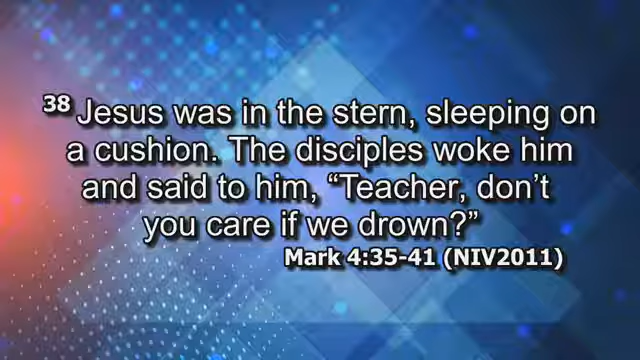 38 Jesus was in the stern, sleeping on
a cushion. The disciples woke him
and said to him, “Teacher, don’t
you care if we drown?”
Mark 4:35-41 (NIV2011)